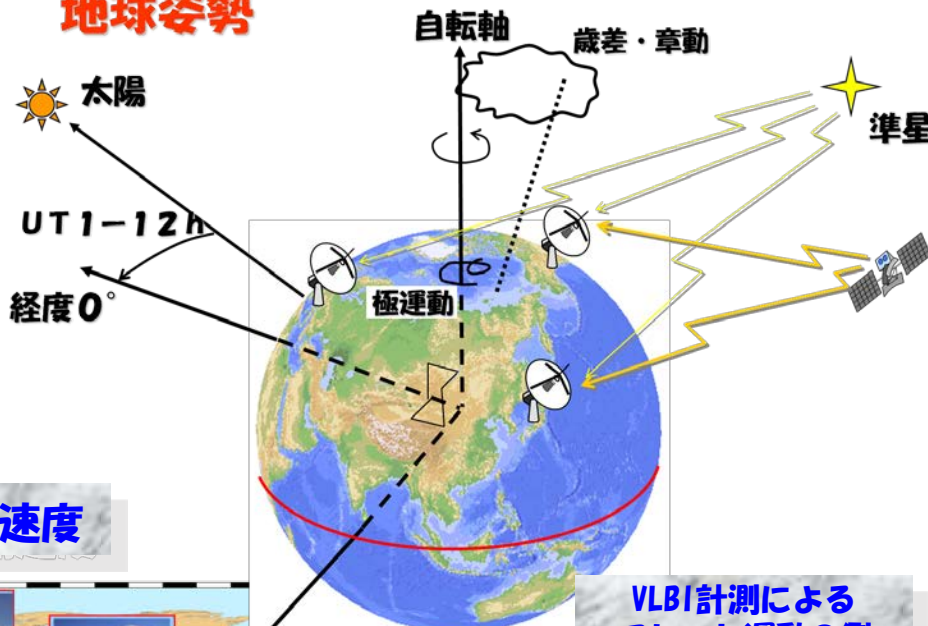 地球姿勢
自転軸
歳差・章動
太陽
準星
UT1−12h
経度0°
極運動
速度
VLBI計測による